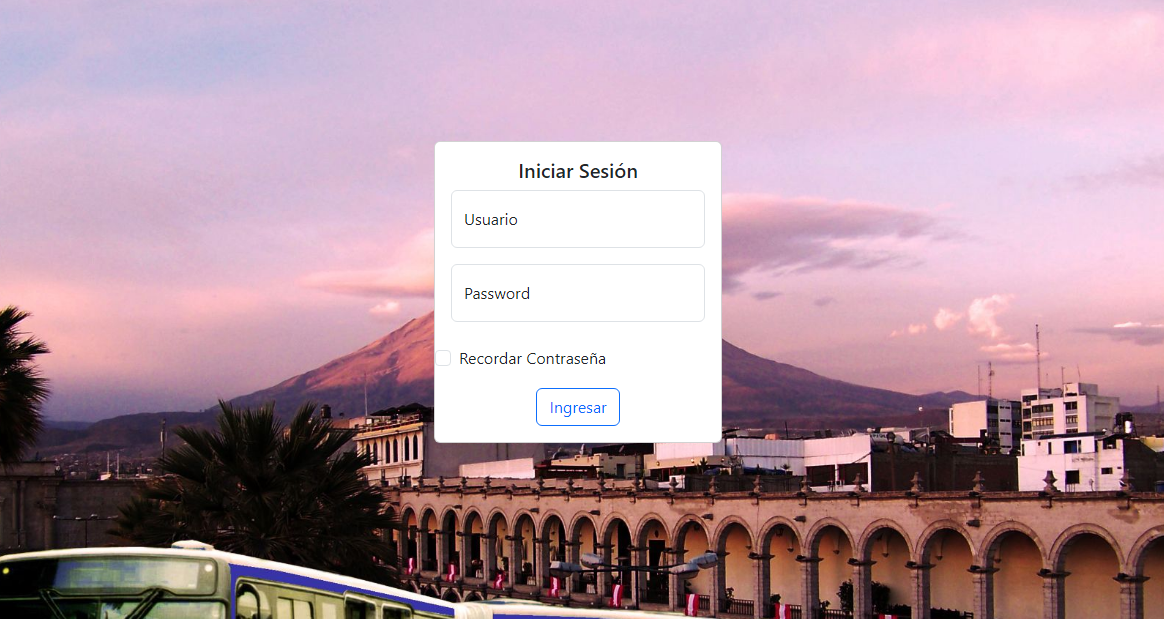 Iniciar Sesión
Usuario
Password
Recordar Contraseña
Ingresar